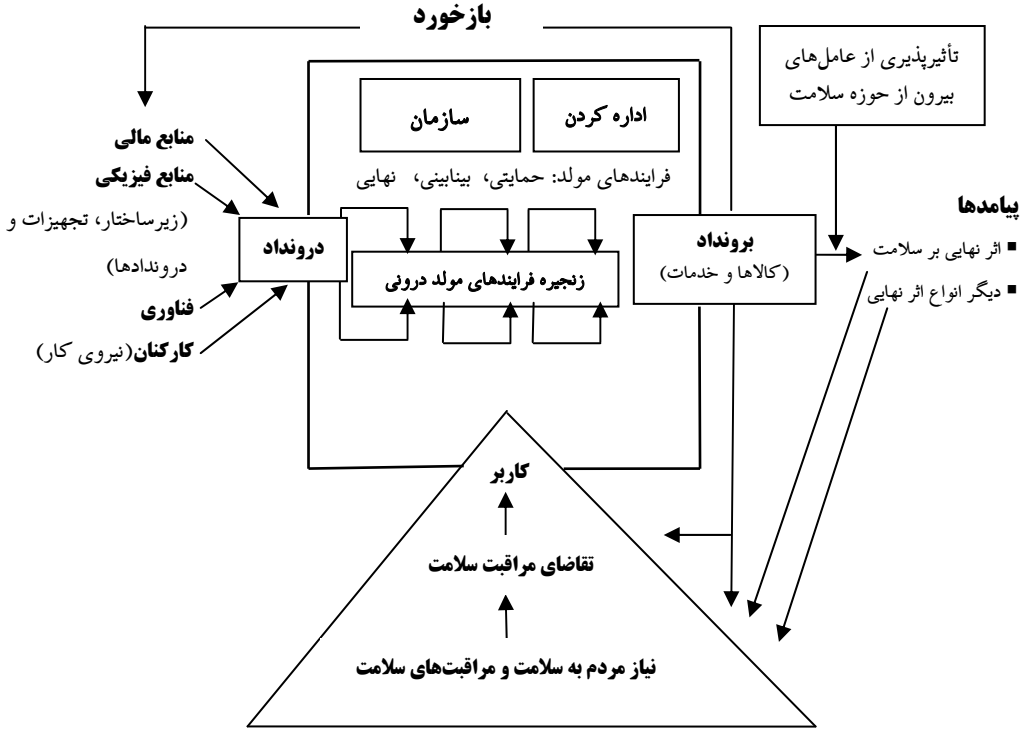 بازخورد
تأثیرپذیری از عامل‌های
بیرون از حوزه سلامت
اداره کردن
سازمان
فرایندهای مولد: حمایتی، بینابینی، نهایی
منابع مالی
منابع فیزیکی
(زیرساختار، تجهیزات و
دروندادها)
فناوری
کارکنان(نیروی کار)
درونداد
زنجیره فرایندهای مولد درونی
برونداد
(کالاها و خدمات)
پیامدها
▪ اثر نهایی بر سلامت
▪ دیگر انواع اثر نهایی
کاربر
تقاضای مراقبت سلامت
نیاز مردم به سلامت و مراقبت‌های سلامت